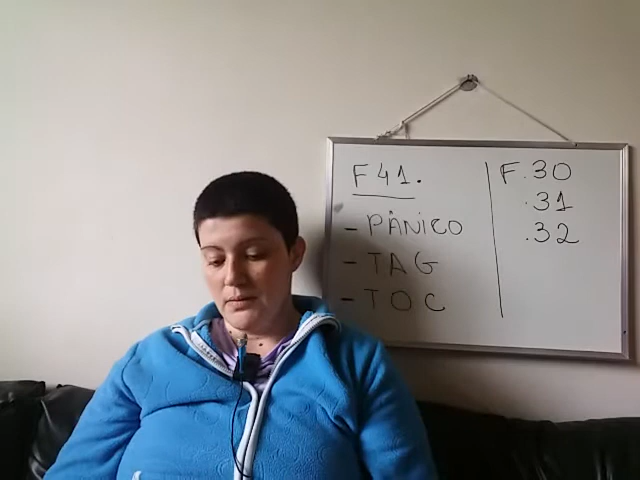 F41.
- PÂNICO
- TAG
- TOC
F.30
.31
.32